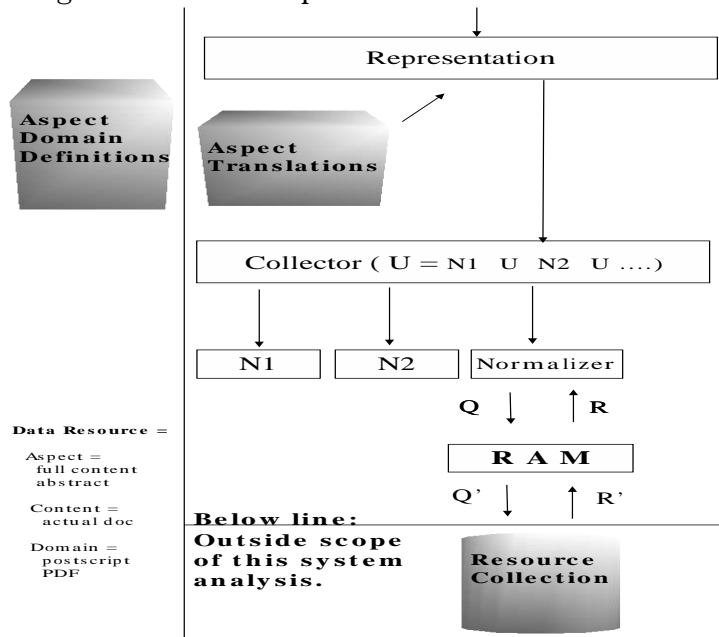 Representation
Aspect
Domain
Definitions
Aspect
Translations
Collector ( U = N1 U N2 U ....)
N1
N2
Normalizer
Q
R
Data Resource =
Aspect =
full content
abstract
R A M
Q'
R'
Content =
actual doc
Below line:
Outside scope
of this system
analysis.
Domain =
postscript
PDF
Resource
Collection